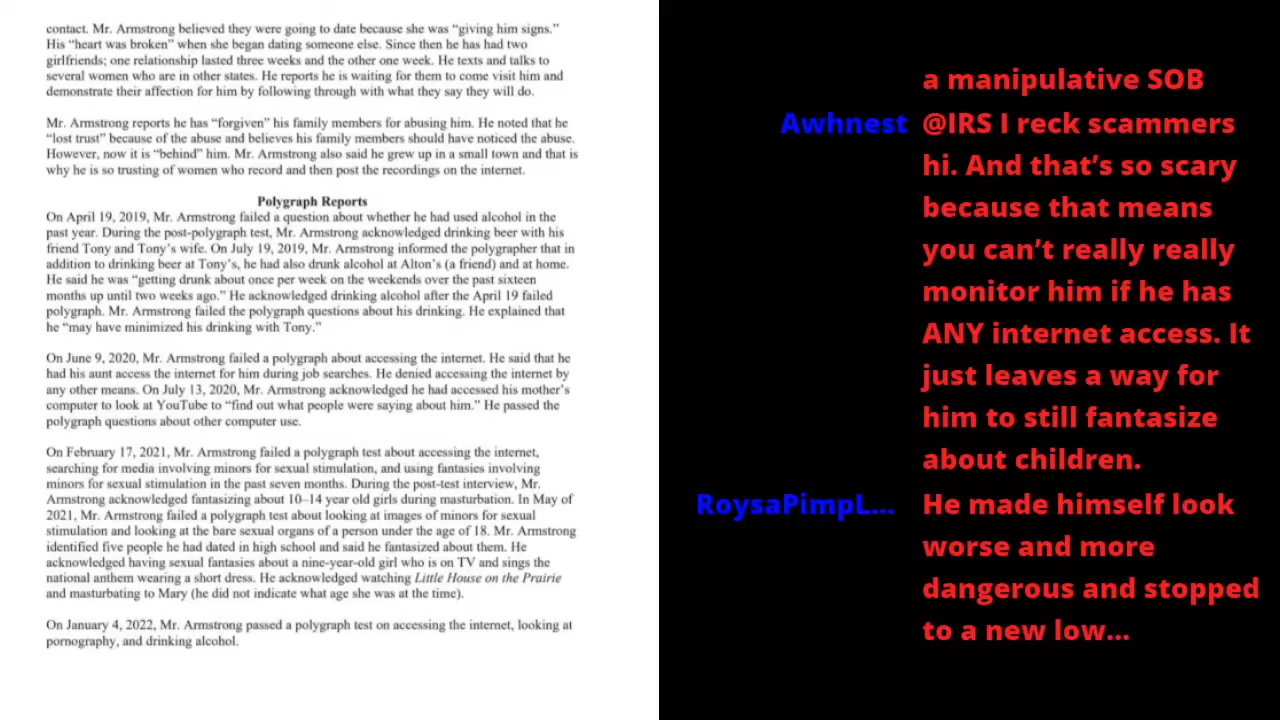 contact. Mr. Armstrong believed they were going to date because she was “giving him signs.”
His “heart was broken” when she began dating someone else. Since then he has had two
girlfriends; one relationship lasted three weeks and the other one week. He texts and talks to
several women who are in other states. He reports he is waiting for them to come visit him and
demonstrate their affection for him by following through with what they say they will do.
Mr. Armstrong reports he has “forgiven” his family members for abusing him. He noted that he
“lost trust” because of the abuse and believes his family members should have noticed the abuse.
However, now it is “behind” him. Mr. Armstrong also said he grew up in a small town and that is
why he is so trusting of women who record and then post the recordings on the internet.
Polygraph Reports
On April 19, 2019, Mr. Armstrong failed a question about whether he had used alcohol in the
past year. During the post-polygraph test, Mr. Armstrong acknowledged drinking beer with his
friend Tony and Tony’s wife. On July 19, 2019, Mr. Armstrong informed the polygrapher that in
addition to drinking beer at Tony’s, he had also drunk alcohol at Alton’s (a friend) and at home.
He said he was “getting drunk about once per week on the weekends over the past sixteen
months up until two weeks ago.” He acknowledged drinking alcohol after the April 19 failed
polygraph. Mr. Armstrong failed the polygraph questions about his drinking. He explained that
he “may have minimized his drinking with Tony.”
On June 9, 2020, Mr. Armstrong failed a polygraph about accessing the internet. He said that he
had his aunt access the internet for him during job searches. He denied accessing the internet by
any other means. On July 13, 2020, Mr. Armstrong acknowledged he had accessed his mother’s
computer to look at YouTube to “find out what people were saying about him.” He passed the
polygraph questions about other computer use.
On February 17, 2021, Mr. Armstrong failed a polygraph test about accessing the internet,
searching for media involving minors for sexual stimulation, and using fantasies involving
minors for sexual stimulation in the past seven months. During the post-test interview, Mr.
Armstrong acknowledged fantasizing about 10–14 year old girls during masturbation. In May of
2021, Mr. Armstrong failed a polygraph test about looking at images of minors for sexual
stimulation and looking at the bare sexual organs of a person under the age of 18. Mr. Armstrong
identified five people he had dated in high school and said he fantasized about them. He
acknowledged having sexual fantasies about a nine-year-old girl who is on TV and sings the
national anthem wearing a short dress. He acknowledged watching Little House on the Prairie
and masturbating to Mary (he did not indicate what age she was at the time).
On January 4, 2022, Mr. Armstrong passed a polygraph test on accessing the internet, looking at
pornography, and drinking alcohol.
a manipulative SOB
Awhnest @IRS I reck scammers
hi. And that’s so scary
because that means
you can’t really really
monitor him if he has
ANY internet access. It
just leaves a way for
him to still fantasize
about children.
RoysaPimpL... He made himself look
worse and more
dangerous and stopped
to a new low...